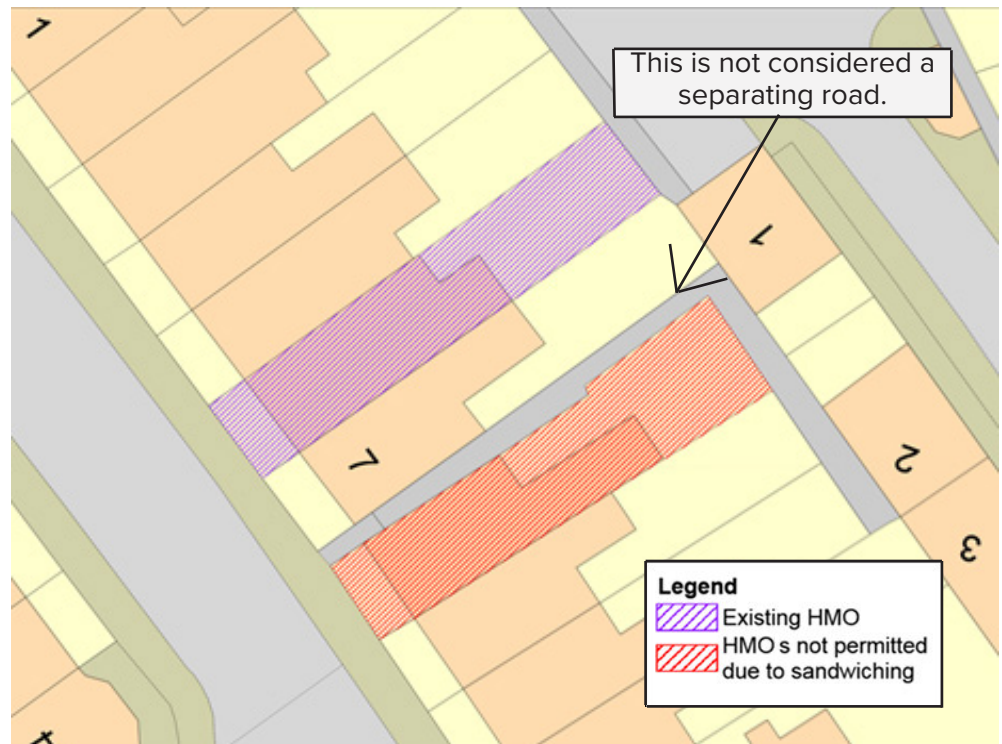 1
This is not considered a
separating road.
1
7
2
3
Legend
Existing HMO
HMO s not permitted
due to sandwiching
4